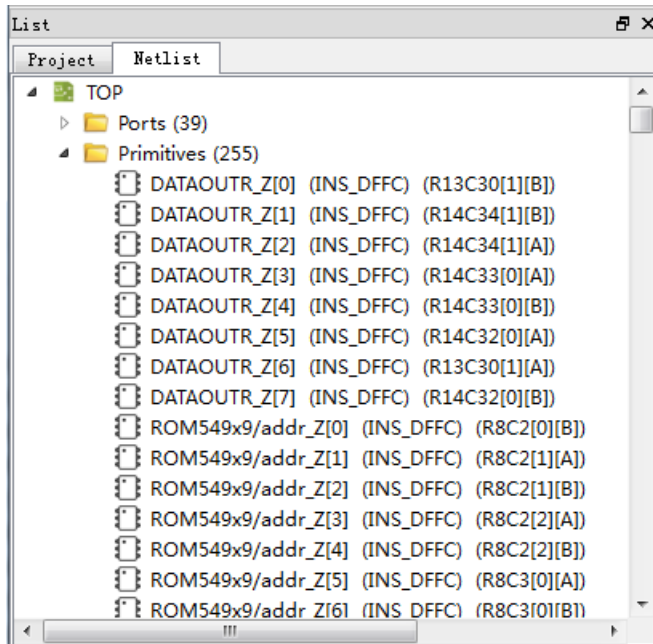 List
Project Netlist
TOP
Ports (39)
Primitives (255)
DATAOUTR_Z[0] (INS_DFFC) (R13C30[1][B])
DATAOUTR_Z[1] (INS_DFFC) (R14C34[1][B])
DATAOUTR_Z[2] (INS_DFFC) (R14C34[1][A])
DATAOUTR_Z[3] (INS_DFFC) (R14C33[0][A])
DATAOUTR_Z[4] (INS_DFFC) (R14C33[0][B])
DATAOUTR_Z[5] (INS_DFFC) (R14C32[0][A])
DATAOUTR_Z[6] (INS_DFFC) (R13C30[1][A])
DATAOUTR_Z[7] (INS_DFFC) (R14C32[0][B])
ROM549x9/addr_Z[0] (INS_DFFC) (R8C2[0][B])
ROM549x9/addr_Z[1] (INS_DFFC) (R8C2[1][A])
ROM549x9/addr_Z[2] (INS_DFFC) (R8C2[1][B])
ROM549x9/addr_Z[3] (INS_DFFC) (R8C2[2][A])
ROM549x9/addr_Z[4] (INS_DFFC) (R8C2[2][B])
ROM549x9/addr_Z[5] (INS_DFFC) (R8C3[0][A])
ROM549x9/addr_Z[6] (INS_DFFC) (R8C3[0][B])